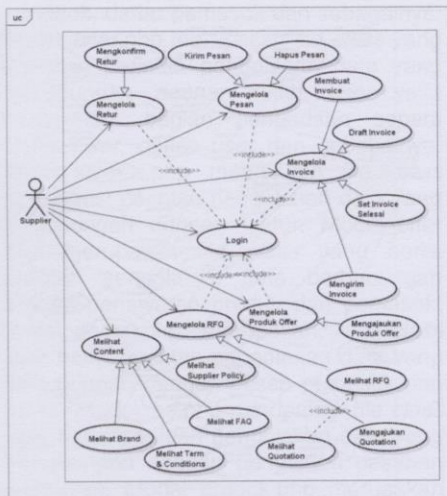 uc
Mengkonfirm
Retur
Kirim Pesan
Hapus Pesan
Membuat
Invoice
Mengelola
Retur
Mengelola
Pesan
Draft Invoice
Mengelola
Invoice
<<include>>
<<include>>
<<include>>
Set Invoice
Selesai
Supplier
Login
<<include>>
<<include>>
Mengirim
Invoice
Mengelola RFQ
Mengelola
Produk Offer
Mengajaukan
Produk Offer
Melihat
Content
Melihat
Supplier Policy
Melihat RFQ
Melihat FAQ
<<include>>
Melihat Brand
Melihat Term
& Conditions
Melihat
Quotation
Mengajukan
Quotation